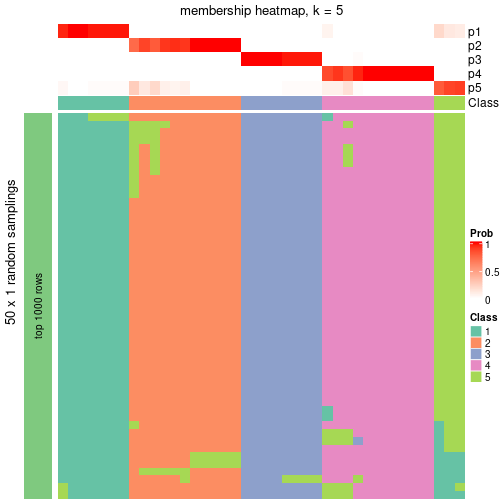 membership heatmap, k = 5
p1
p2
p3
p4
p5
Class
50 x 1 random samplings
top 1000 rows
Prob
1
0.5
0
Class
1
2
3
4
5